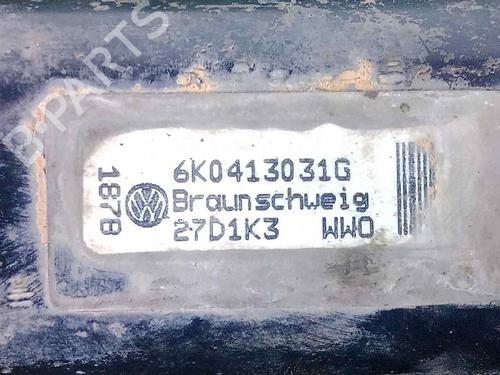 B-PARTS
1878
6K0413031G
Braunschweig
27D1K3 WWO